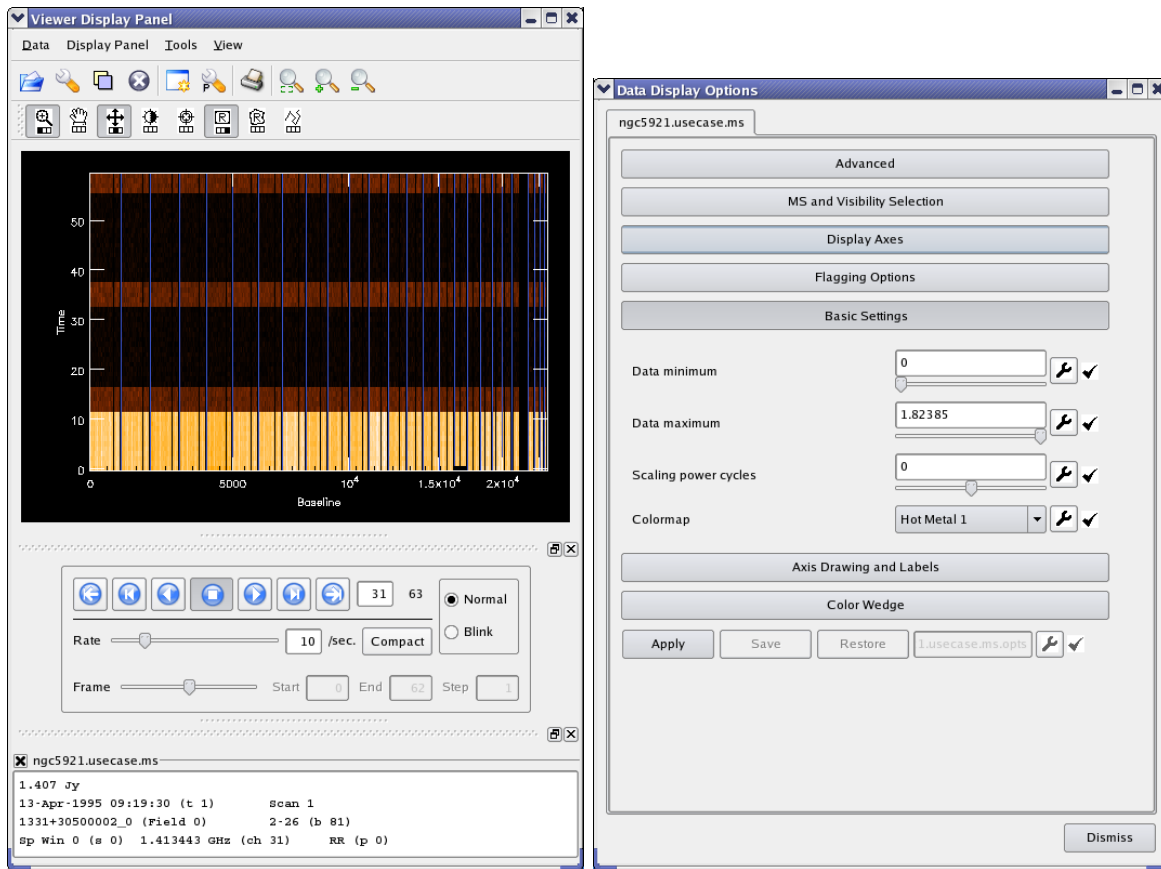 Viewer Display Panel
Data Display Panel Tools View
P
R R
50
40
30
20
10
0
Time
0 5000 10⁴ 1.5x10⁴ 2x10⁴
Baseline
31 63
Normal
Blink
Rate 10 /sec. Compact
Frame Start 0 End 62 Step 1
ngc5921.usecase.ms
1.407 Jy
13-Apr-1995 09:19:30 (t 1) Scan 1
1331+30500002_0 (Field 0) 2-26 (b 81)
Sp Win 0 (s 0) 1.413443 GHz (ch 31) RR (p 0)
Data Display Options
ngc5921.usecase.ms
Advanced
MS and Visibility Selection
Display Axes
Flagging Options
Basic Settings
Data minimum 0
Data maximum 1.82385
Scaling power cycles 0
Colormap Hot Metal 1
Axis Drawing and Labels
Color Wedge
Apply Save Restore 1.usecase.ms.opts
Dismiss